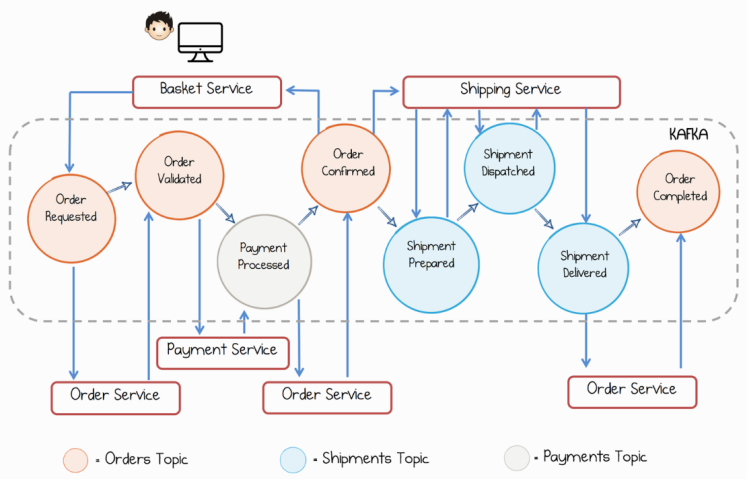 Basket Service
Shipping Service
KAFKA
Order
Requested
Order
Validated
Payment
Processed
Order
Confirmed
Shipment
Prepared
Shipment
Dispatched
Shipment
Delivered
Order
Completed
Payment Service
Order Service
Order Service
Order Service
= Orders Topic
= Shipments Topic
= Payments Topic